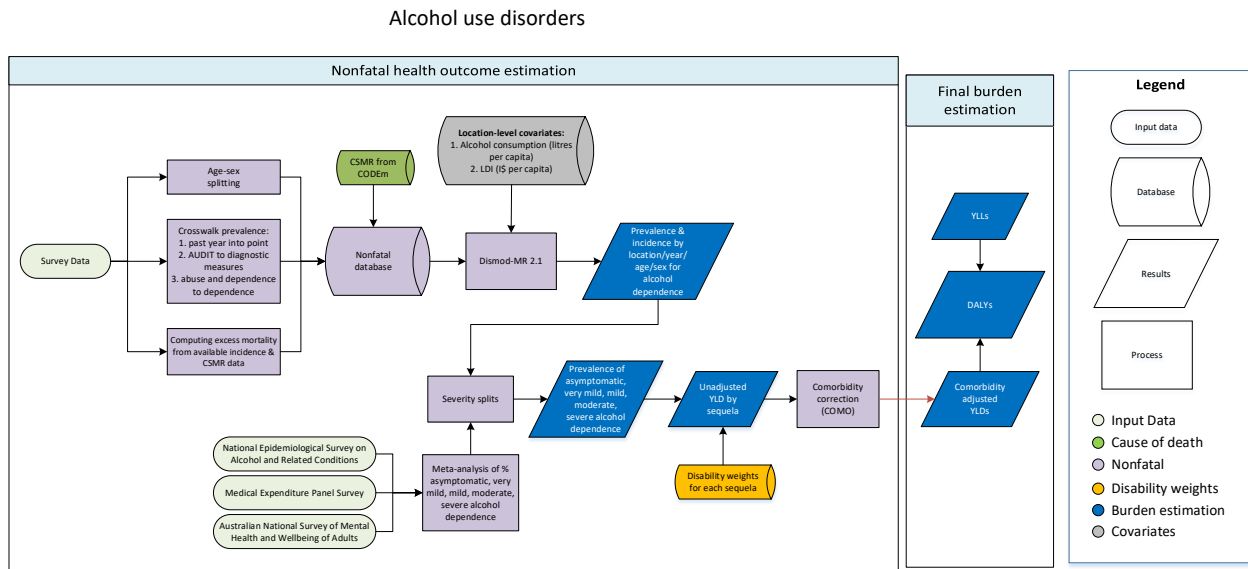 Alcohol use disorders
Nonfatal health outcome estimation
Final burden
estimation
Legend
Input data
Database
Results
Process
Input Data
Cause of death
Nonfatal
Disability weights
Burden estimation
Covariates
Survey Data
Age-sex
splitting
Crosswalk prevalence:
1. past year into point
2. AUDIT to diagnostic
measures
3. abuse and dependence
to dependence
Computing excess mortality
from available incidence &
CSMR data
CSMR from
CODEm
Nonfatal
database
Location-level covariates:
1. Alcohol consumption (litres
per capita)
2. LDI (I$ per capita)
Dismod-MR 2.1
Prevalence &
incidence by
location/year/
age/sex for
alcohol
dependence
National Epidemiological Survey on
Alcohol and Related Conditions
Medical Expenditure Panel Survey
Australian National Survey of Mental
Health and Wellbeing of Adults
Meta-analysis of %
asymptomatic, very
mild, mild, moderate,
severe alcohol
dependence
Severity splits
Prevalence of
asymptomatic,
very mild, mild,
moderate,
severe alcohol
dependence
Unadjusted
YLD by
sequela
Disability weights
for each sequela
Comorbidity
correction
(COMO)
YLLs
DALYs
Comorbidity
adjusted
YLDs